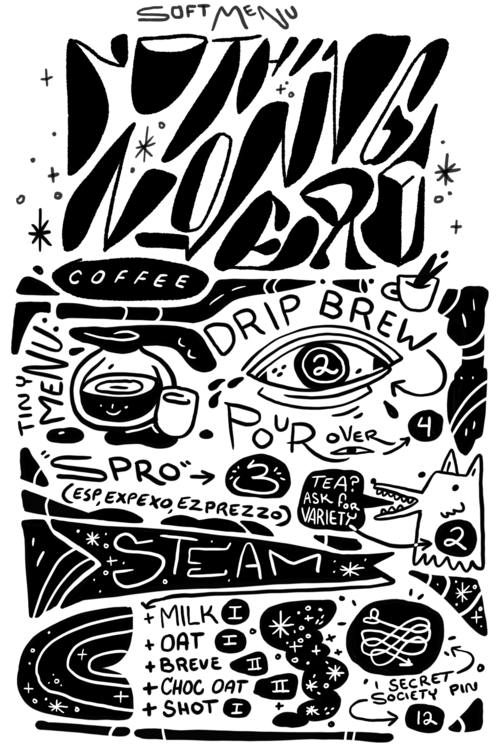 SOFT MENU
COFFEE
DRIP BREW
2
TINY
MENU
POUR OVER
4
"SPRO"
3
(ESP, EXPEXO, EZPREZZO)
TEA?
ASK FOR
VARIETY
2
STEAM
+ MILK I
+ OAT I
+ BREVE II
+ CHOC OAT II
+ SHOT I
1 SECRET
SOCIETY PIN
12